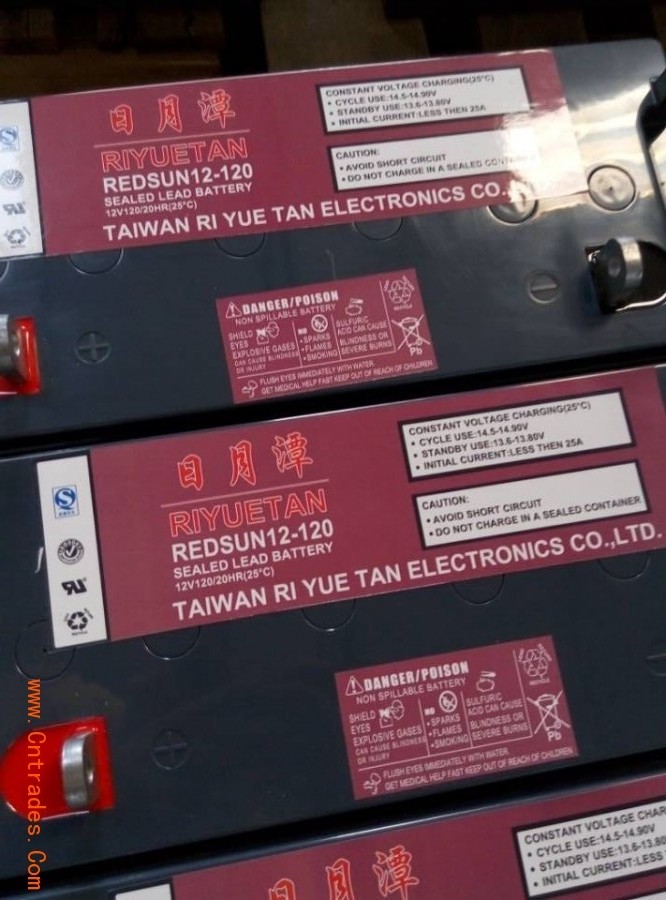 日月潭
RIYUETAN
REDSUN12-120
SEALED LEAD BATTERY
12V120/20HR(25°C)
TAIWAN RI YUE TAN ELECTRONICS CO.,
CONSTANT VOLTAGE CHARGING(25°C)
• CYCLE USE:14.5-14.90V
• STANDBY USE:13.6-13.80V
• INITIAL CURRENT:LESS THEN 25A
CAUTION:
• AVOID SHORT CIRCUIT
• DO NOT CHARGE IN A SEALED
DANGER/POISON
NON SPILLABLE BATTERY
SHIELD
EYES
EXPLOSIVE GASES
CAN CAUSE BLINDNESS
OR INJURY
NO
• SPARKS
• FLAMES
• SMOKING
SULFURIC
ACID CAN CAUSE
BLINDNESS OR
SEVERE BURNS
RECYCLE
Pb
FLUSH EYES IMMEDIATELY WITH WATER
GET MEDICAL HELP FAST KEEP OUT OF REACH OF CHILDREN
日月潭
RIYUETAN
REDSUN12-120
SEALED LEAD BATTERY
12V120/20HR(25°C)
TAIWAN RI YUE TAN ELECTRONICS CO.,LTD.
CONSTANT VOLTAGE CHARGING(25°C)
• CYCLE USE:14.5-14.90V
• STANDBY USE:13.6-13.80V
• INITIAL CURRENT:LESS THEN 25A
CAUTION:
• AVOID SHORT CIRCUIT
• DO NOT CHARGE IN A SEALED CONTAINER
DANGER/POISON
NON SPILLABLE BATTERY
SHIELD
EYES
EXPLOSIVE GASES
CAN CAUSE BLINDNESS
OR INJURY
NO
• SPARKS
• FLAMES
• SMOKING
SULFURIC
ACID CAN CAUSE
BLINDNESS OR
SEVERE BURNS
RECYCLE
Pb
FLUSH EYES IMMEDIATELY WITH WATER
GET MEDICAL HELP FAST KEEP OUT OF REACH OF CHILDREN
日月潭
CONSTANT VOLTAGE CHAR
• CYCLE USE:14.5-14.90V
• STANDBY USE:13.6-13.80
• INITIAL CURRENT:LESS
www.Cntrades.Com